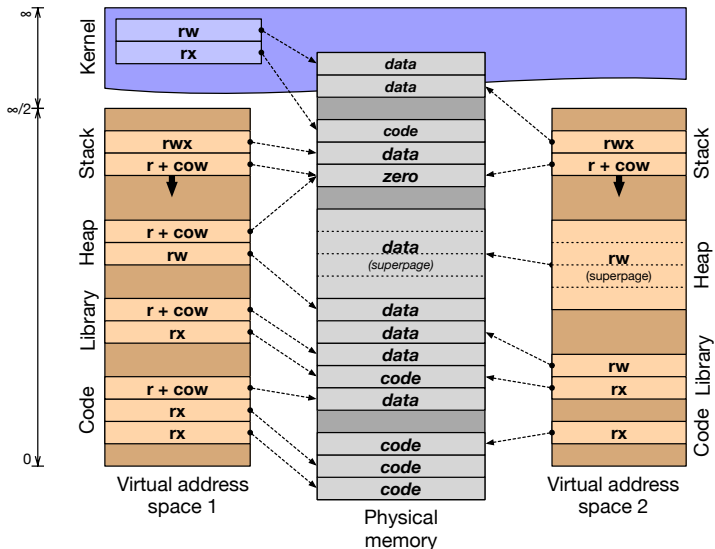 ∞
Kernel
rw
rx
∞/2
Stack
rwx
r + cow
Heap
r + cow
rw
Library
r + cow
rx
Code
r + cow
rx
rx
0
Virtual address
space 1
data
data
code
data
zero
data
(superpage)
data
data
data
code
data
code
code
code
Physical
memory
Stack
rwx
r + cow
Heap
rw
(superpage)
Library
rw
rx
Code
rx
Virtual address
space 2